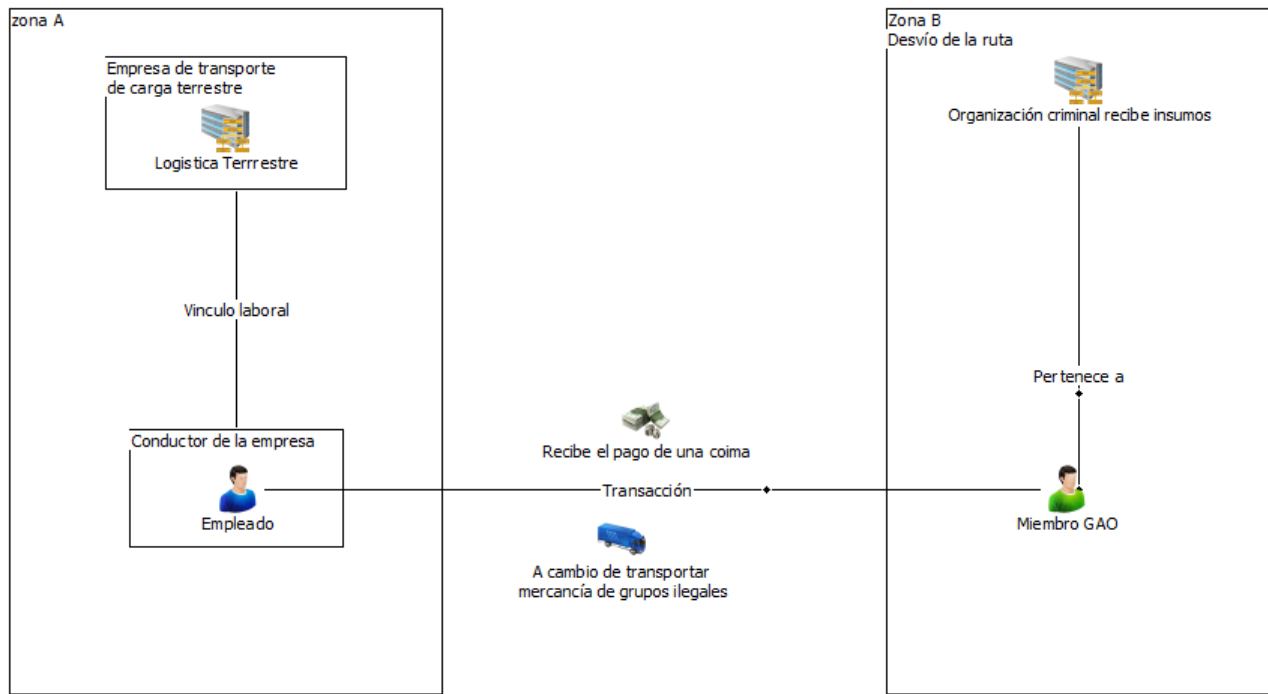 zona A
Empresa de transporte
de carga terrestre
Logistica Terrrestre
Vinculo laboral
Conductor de la empresa
Empleado
Recibe el pago de una coima
Transacción
A cambio de transportar
mercancía de grupos ilegales
Zona B
Desvío de la ruta
Organización criminal recibe insumos
Pertenece a
Miembro GAO